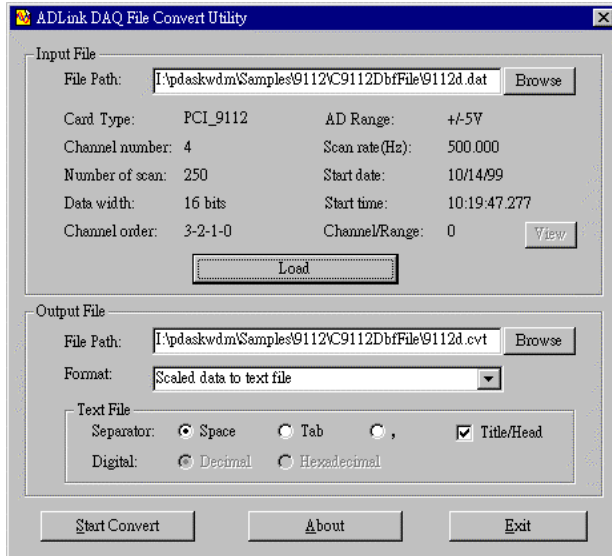 ADLink DAQ File Convert Utility
Input File
File Path: I:\pdaskwdm\Samples\9112\C9112DbfFile\9112d.dat Browse
Card Type: PCI_9112 AD Range: +/-5V
Channel number: 4 Scan rate(Hz): 500.000
Number of scan: 250 Start date: 10/14/99
Data width: 16 bits Start time: 10:19:47.277
Channel order: 3-2-1-0 Channel/Range: 0 View
Load
Output File
File Path: I:\pdaskwdm\Samples\9112\C9112DbfFile\9112d.cvt Browse
Format: Scaled data to text file
Text File
Separator: Space Tab , Title/Head
Digital: Decimal Hexadecimal
Start Convert About Exit